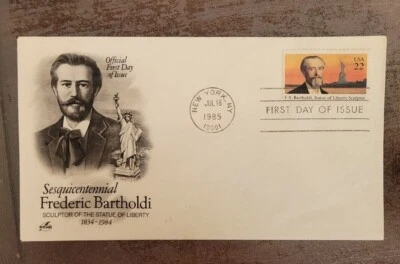 Official
First Day
of Issue
Sesquicentennial
Frederic Bartholdi
SCULPTOR OF THE STATUE OF LIBERTY
1834-1984
NEW YORK, NY
JUL 18
1985
10001
USA
22
F. A. Bartholdi, Statue of Liberty Sculptor
FIRST DAY OF ISSUE